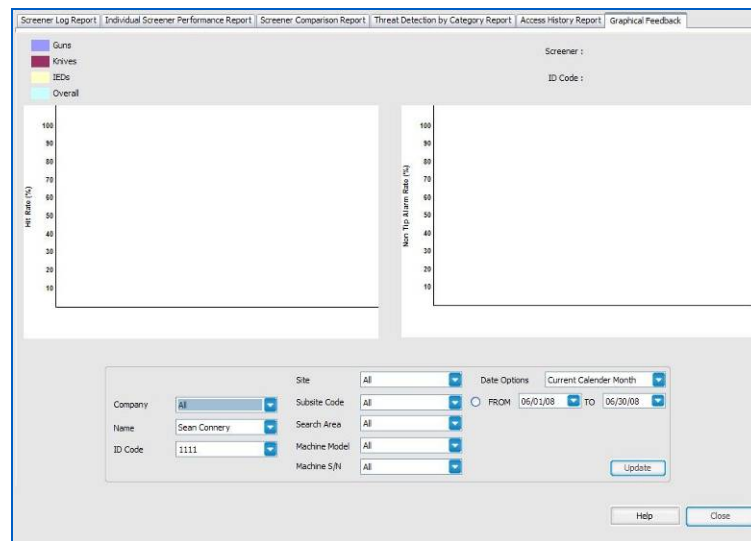 Screener Log Report Individual Screener Performance Report Screener Comparison Report Threat Detection by Category Report Access History Report Graphical Feedback
Guns
Knives
IEDs
Overall
Screener :
ID Code :
Hit Rate (%)
100
90
80
70
60
50
40
30
20
10
Non Tip Alarm Rate (%)
100
90
80
70
60
50
40
30
20
10
Company All
Name Sean Connery
ID Code 1111
Site All
Subsite Code All
Search Area All
Machine Model All
Machine S/N All
Date Options Current Calender Month
FROM 06/01/08 TO 06/30/08
Update
Help Close